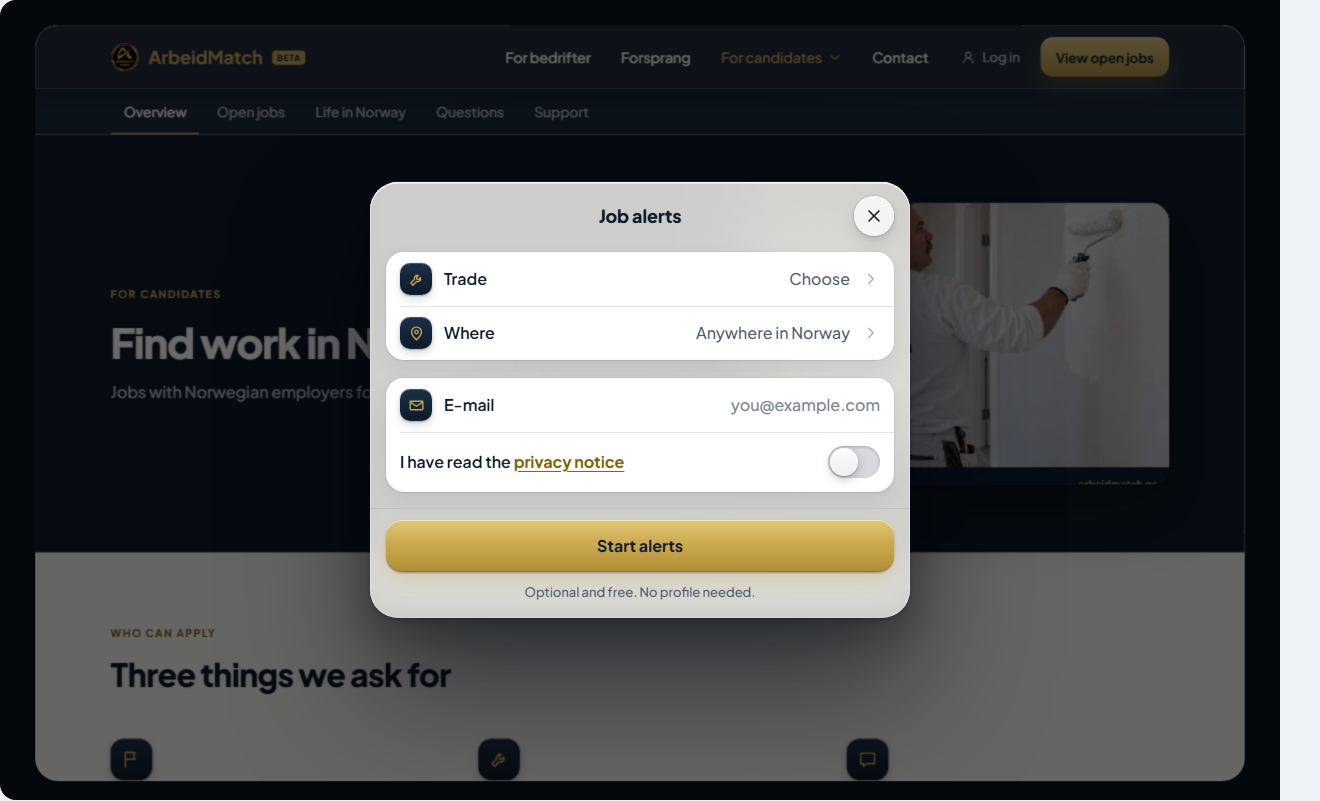 ArbeidMatch BETA
For bedrifter Forsprang For candidates Contact Log in View open jobs
Overview Open jobs Life in Norway Questions Support
Job alerts
Trade Choose
Where Anywhere in Norway
E-mail you@example.com
I have read the privacy notice
Start alerts
Optional and free. No profile needed.
FOR CANDIDATES
Find work in N
Jobs with Norwegian employers fo
WHO CAN APPLY
Three things we ask for